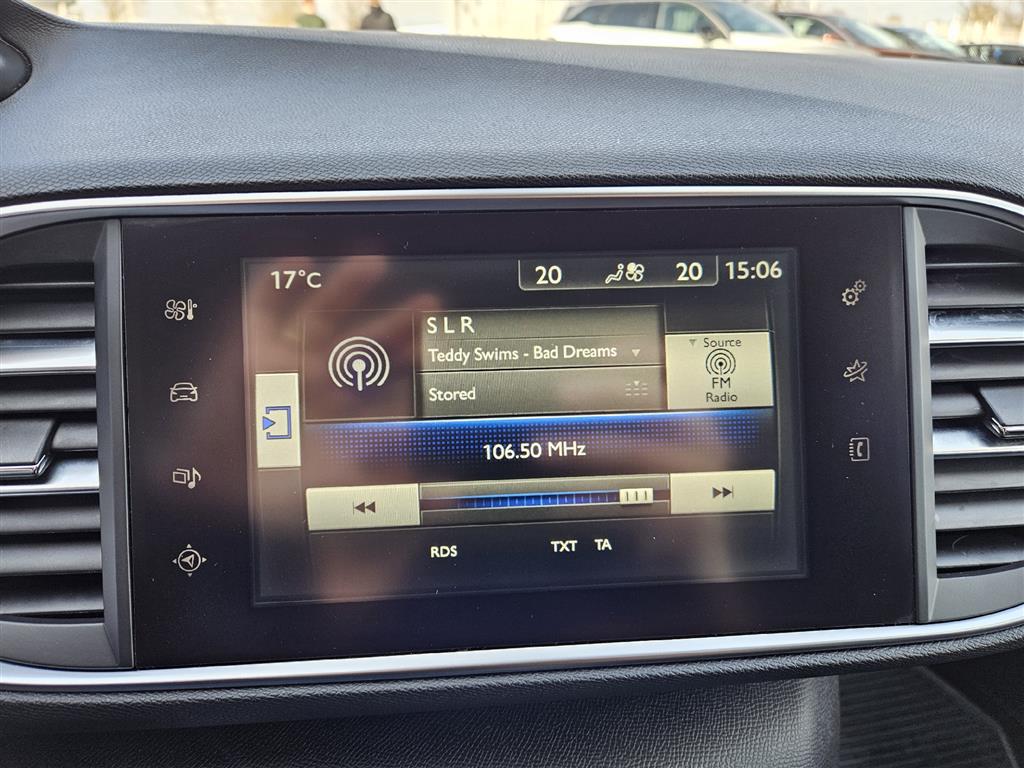 17°C
20
20
15:06
S L R
Teddy Swims - Bad Dreams
Stored
Source
FM
Radio
106.50 MHz
RDS
TXT TA